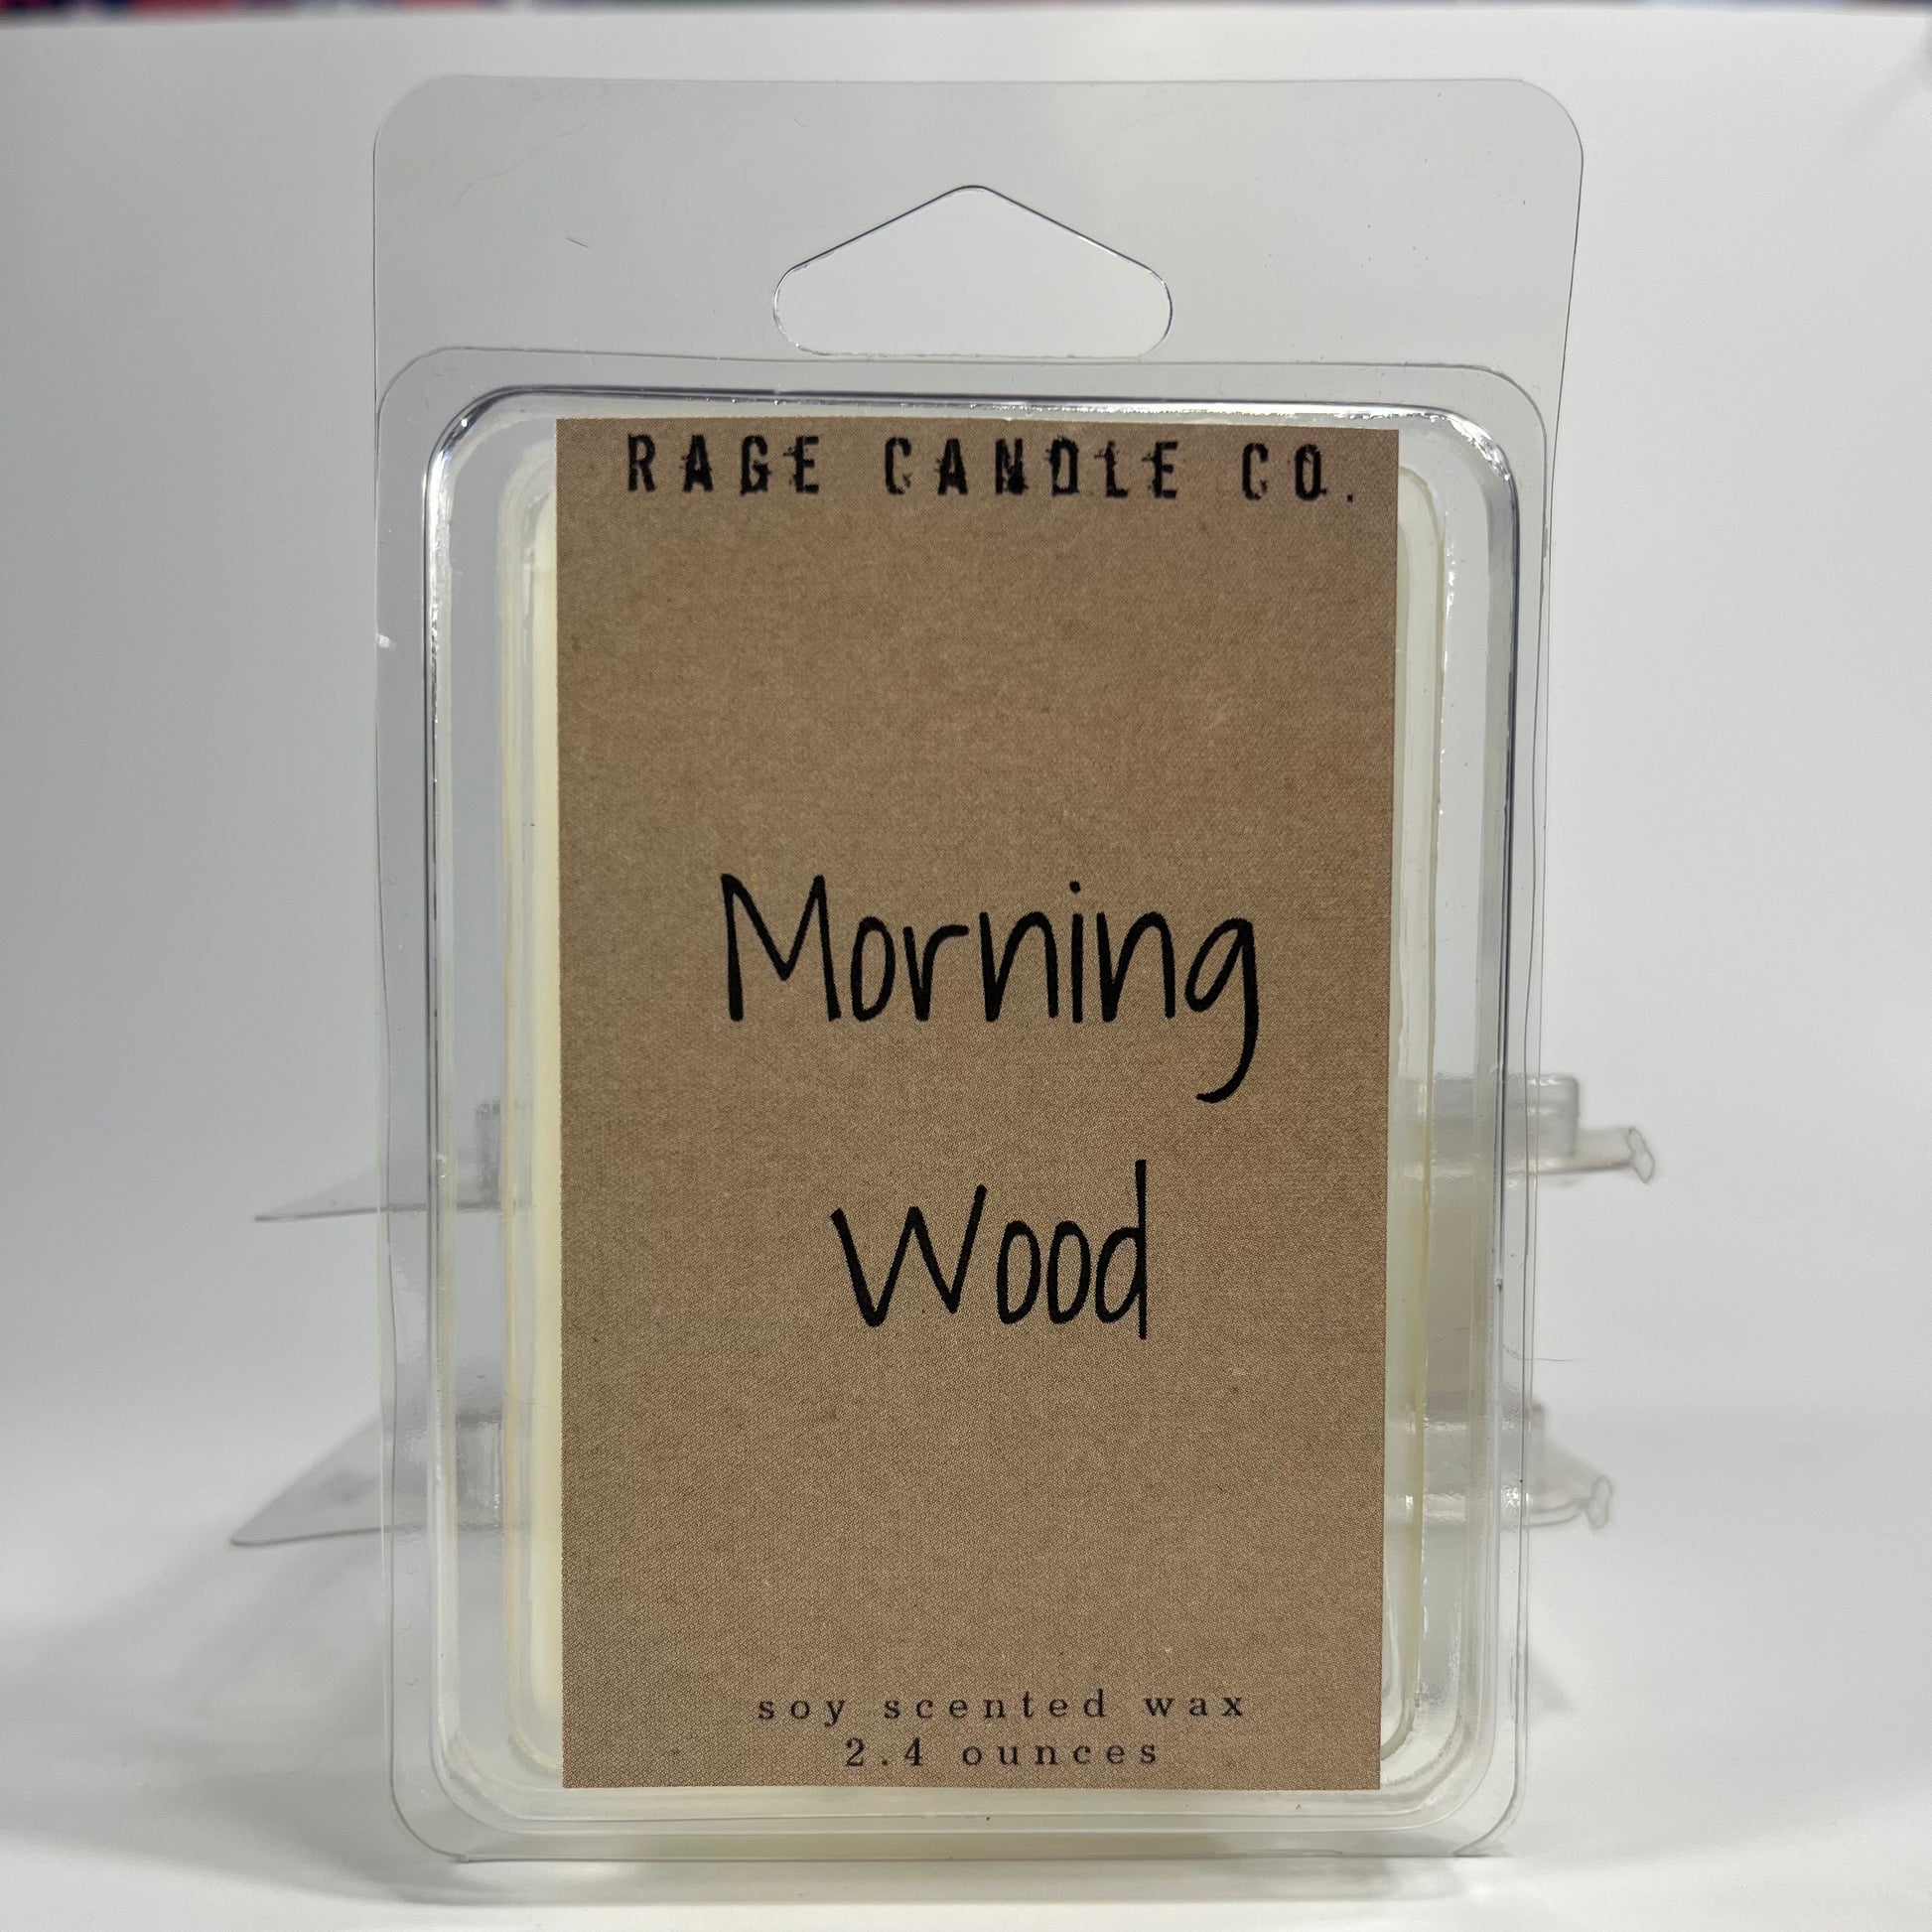 RAGE CANDLE CO.
Morning
Wood
soy scented wax
2.4 ounces